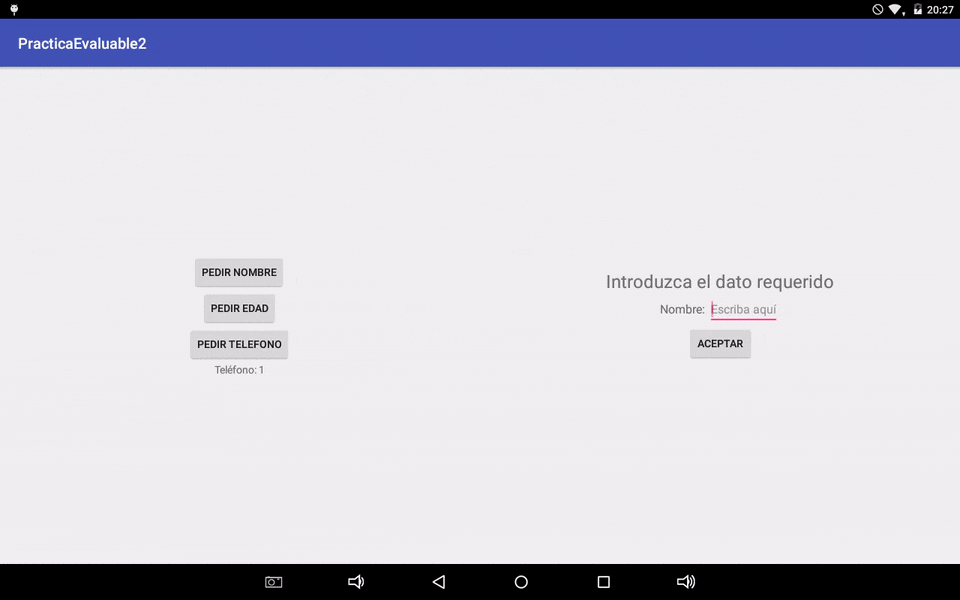 20:27
PracticaEvaluable2
PEDIR NOMBRE
PEDIR EDAD
PEDIR TELEFONO
Teléfono: 1
Introduzca el dato requerido
Nombre: Escriba aquí
ACEPTAR